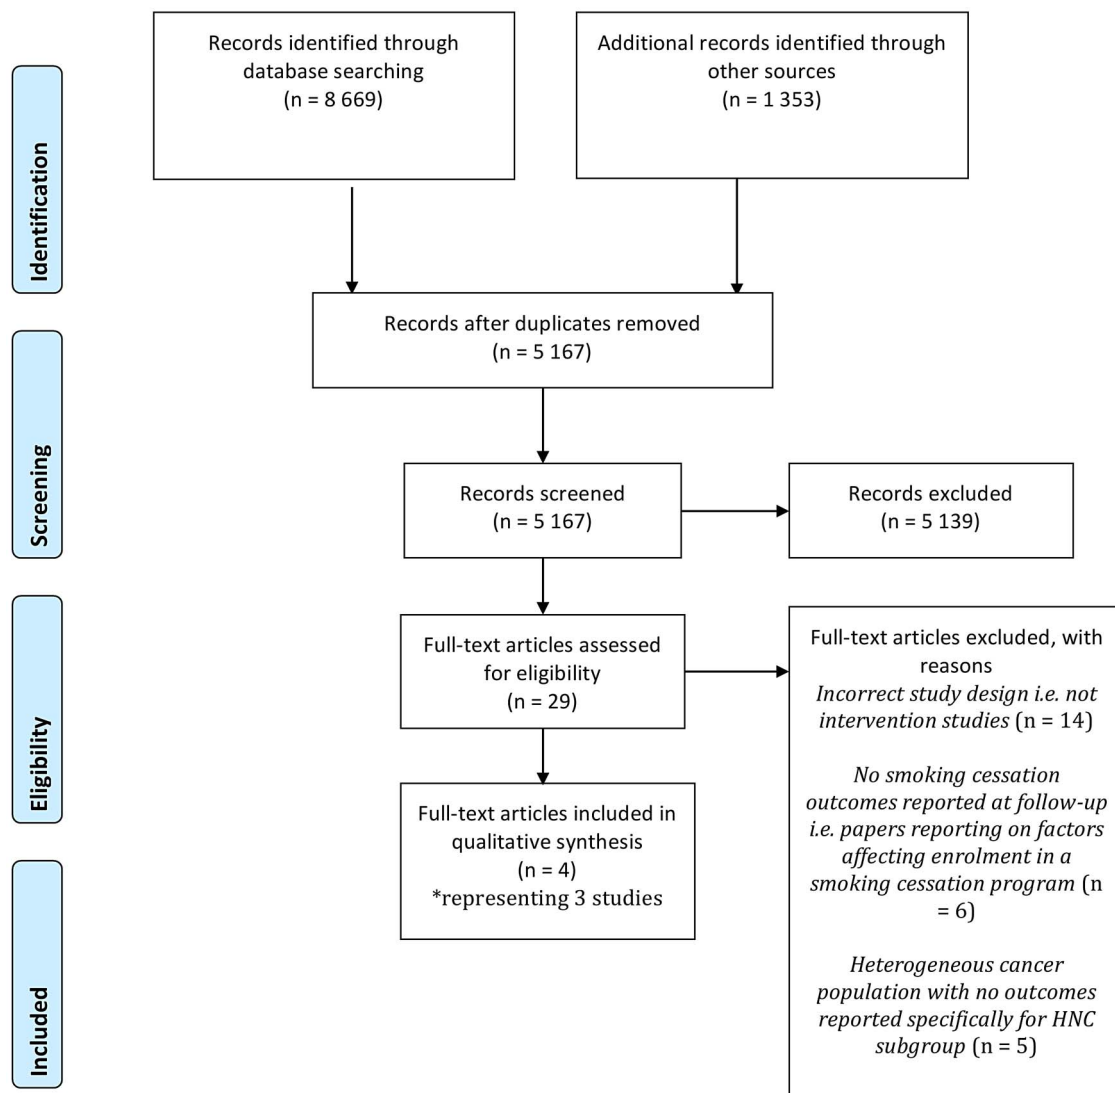 Records identified through
database searching
(n = 8 669)
Additional records identified through
other sources
(n = 1 353)
Identification
Records after duplicates removed
(n = 5 167)
Screening
Records screened
(n = 5 167)
Records excluded
(n = 5 139)
Eligibility
Full-text articles assessed
for eligibility
(n = 29)
Full-text articles excluded, with
reasons
Incorrect study design i.e. not
intervention studies (n = 14)
No smoking cessation
outcomes reported at follow-up
i.e. papers reporting on factors
affecting enrolment in a
smoking cessation program (n
= 6)
Heterogeneous cancer
population with no outcomes
reported specifically for HNC
subgroup (n = 5)
Full-text articles included in
qualitative synthesis
(n = 4)
*representing 3 studies
Included